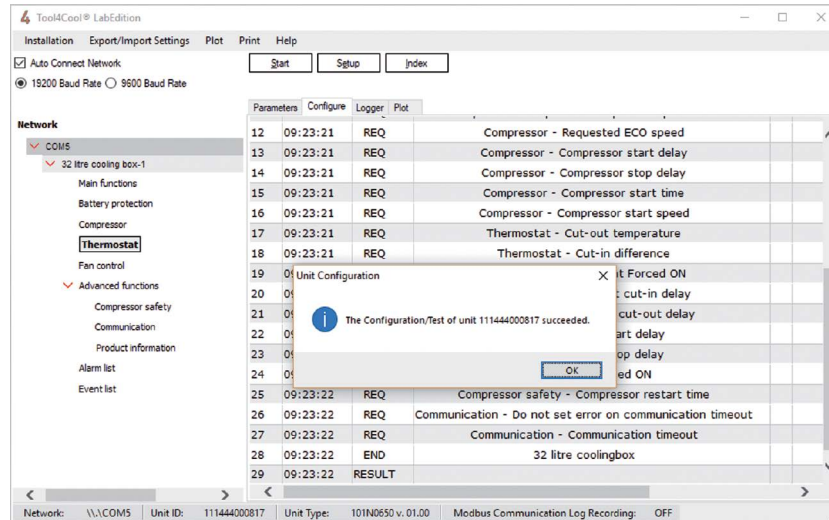 Tool4Cool® LabEdition
Installation Export/Import Settings Plot Print Help
Auto Connect Network
19200 Baud Rate 9600 Baud Rate
Start Setup Index
Parameters Configure Logger Plot
Network
COM5
32 litre cooling box-1
Main functions
Battery protection
Compressor
Thermostat
Fan control
Advanced functions
Compressor safety
Communication
Product information
Alarm list
Event list
12 09:23:21 REQ Compressor - Requested ECO speed
13 09:23:21 REQ Compressor - Compressor start delay
14 09:23:21 REQ Compressor - Compressor stop delay
15 09:23:21 REQ Compressor - Compressor start time
16 09:23:21 REQ Compressor - Compressor start speed
17 09:23:21 REQ Thermostat - Cut-out temperature
18 09:23:21 REQ Thermostat - Cut-in difference
19 Forced ON
20 cut-in delay
21 cut-out delay
22 delay
23 delay
24 ON
25 09:23:22 REQ Compressor safety - Compressor restart time
26 09:23:22 REQ Communication - Do not set error on communication timeout
27 09:23:22 REQ Communication - Communication timeout
28 09:23:22 END 32 litre coolingbox
29 09:23:22 RESULT
Unit Configuration
The Configuration/Test of unit 111444000817 succeeded.
OK
Network: \\.\COM5 Unit ID: 111444000817 Unit Type: 101N0650 v. 01.00 Modbus Communication Log Recording: OFF